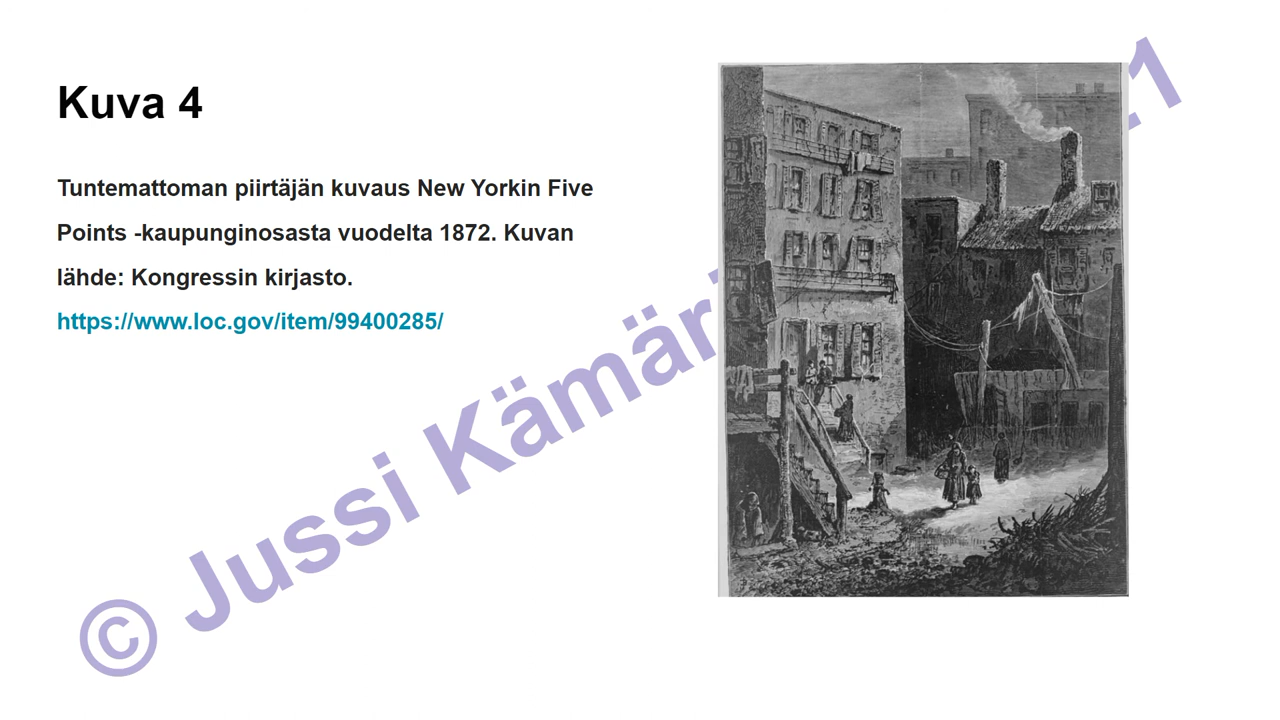 Kuva 4
Tuntemattoman piirtäjän kuvaus New Yorkin Five
Points -kaupunginosasta vuodelta 1872. Kuvan
lähde: Kongressin kirjasto.
https://www.loc.gov/item/99400285/
© Jussi